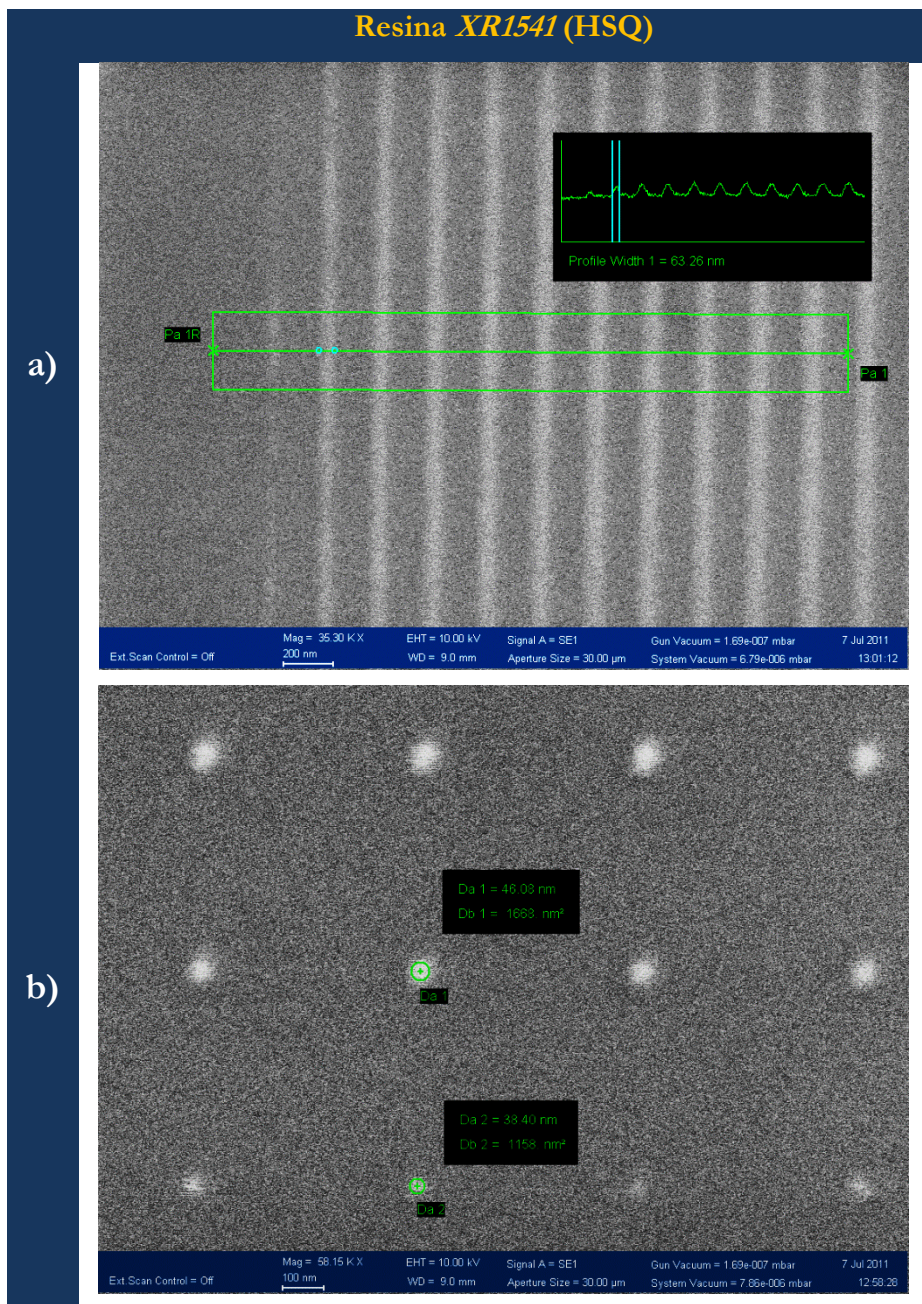 Resina XR1541 (HSQ)
a)
Profile Width 1 = 63.26 nm
Pa 1R
Pa 1
Ext.Scan Control = Off
Mag = 35.30 K X
200 nm
EHT = 10.00 kV
WD = 9.0 mm
Signal A = SE1
Aperture Size = 30.00 µm
Gun Vacuum = 1.69e-007 mbar
System Vacuum = 6.79e-006 mbar
7 Jul 2011
13:01:12
b)
Da 1 = 46.08 nm
Db 1 = 1668 nm²
Da 1
Da 2 = 38.40 nm
Db 2 = 1158 nm²
Da 2
Ext.Scan Control = Off
Mag = 58.15 K X
100 nm
EHT = 10.00 kV
WD = 9.0 mm
Signal A = SE1
Aperture Size = 30.00 µm
Gun Vacuum = 1.69e-007 mbar
System Vacuum = 7.86e-006 mbar
7 Jul 2011
12:58:28